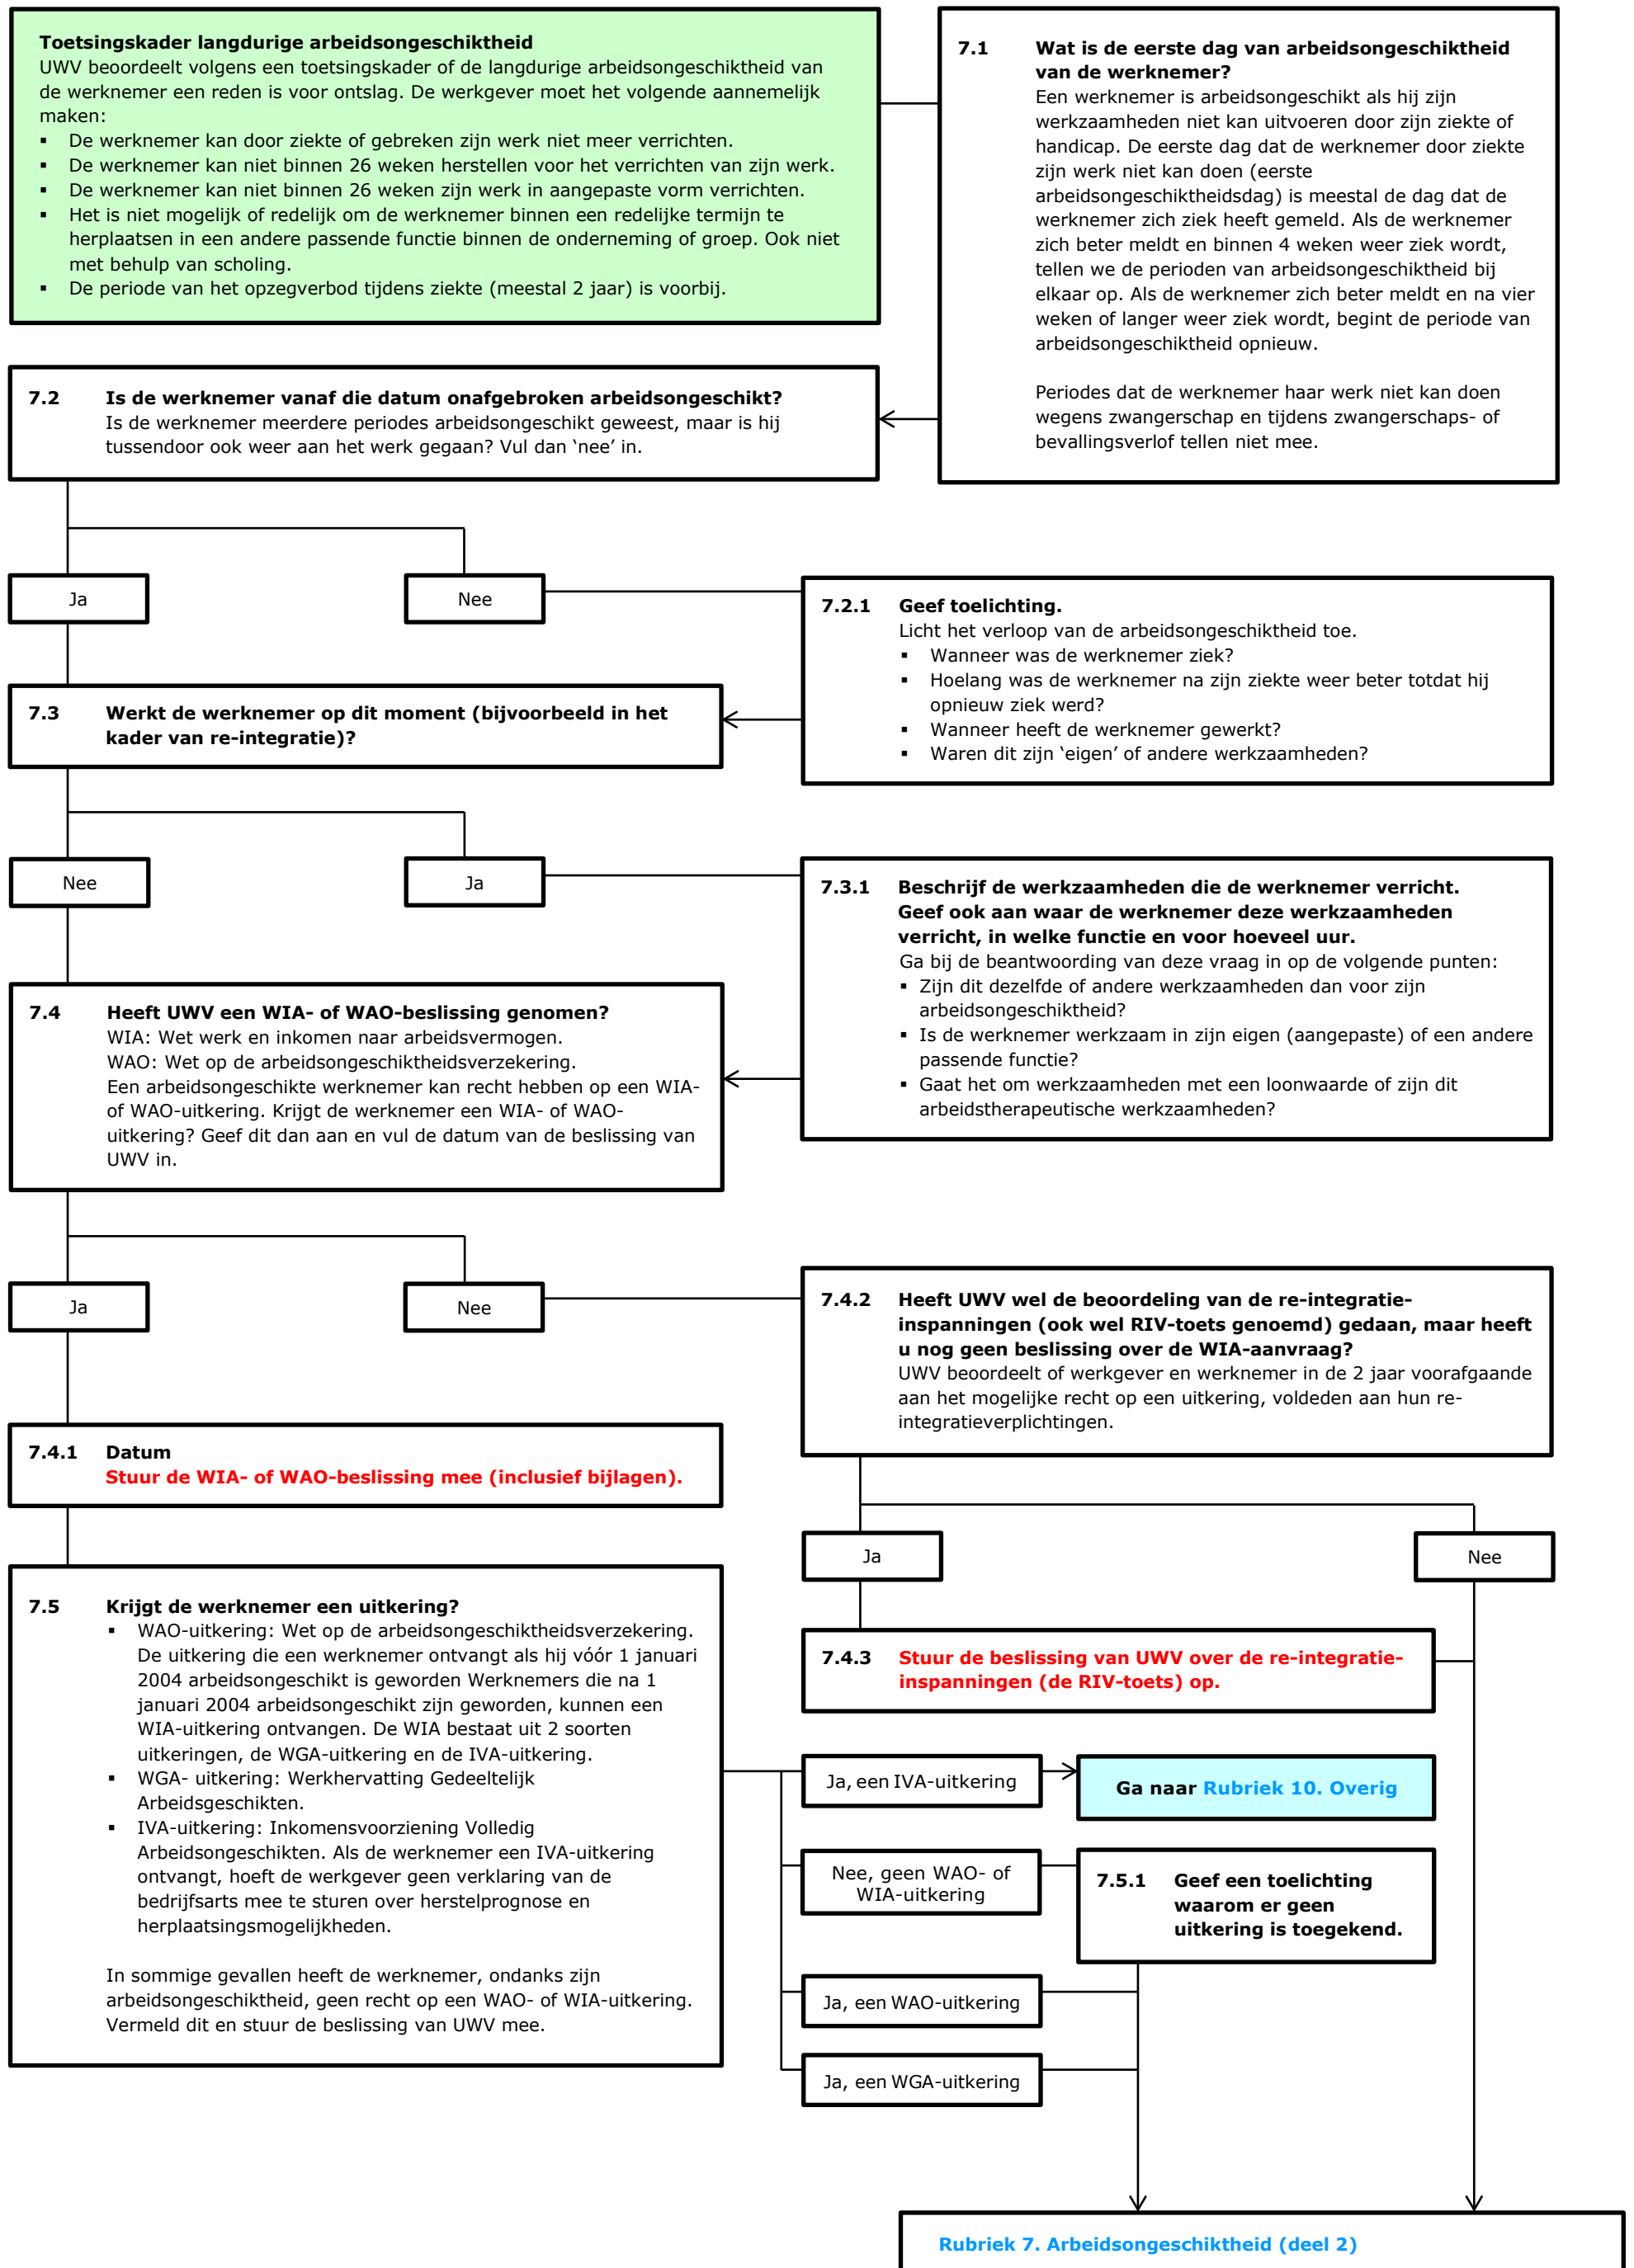 Toetsingskader langdurige arbeidsongeschiktheid
UWV beoordeelt volgens een toetsingskader of de langdurige arbeidsongeschiktheid van
de werknemer een reden is voor ontslag. De werkgever moet het volgende aannemelijk
maken:
▪ De werknemer kan door ziekte of gebreken zijn werk niet meer verrichten.
▪ De werknemer kan niet binnen 26 weken herstellen voor het verrichten van zijn werk.
▪ De werknemer kan niet binnen 26 weken zijn werk in aangepaste vorm verrichten.
▪ Het is niet mogelijk of redelijk om de werknemer binnen een redelijke termijn te
herplaatsen in een andere passende functie binnen de onderneming of groep. Ook niet
met behulp van scholing.
▪ De periode van het opzegverbod tijdens ziekte (meestal 2 jaar) is voorbij.
7.1 Wat is de eerste dag van arbeidsongeschiktheid
van de werknemer?
Een werknemer is arbeidsongeschikt als hij zijn
werkzaamheden niet kan uitvoeren door zijn ziekte of
handicap. De eerste dag dat de werknemer door ziekte
zijn werk niet kan doen (eerste
arbeidsongeschiktheidsdag) is meestal de dag dat de
werknemer zich ziek heeft gemeld. Als de werknemer
zich beter meldt en binnen 4 weken weer ziek wordt,
tellen we de perioden van arbeidsongeschiktheid bij
elkaar op. Als de werknemer zich beter meldt en na vier
weken of langer weer ziek wordt, begint de periode van
arbeidsongeschiktheid opnieuw.
Periodes dat de werknemer haar werk niet kan doen
wegens zwangerschap en tijdens zwangerschaps- of
bevallingsverlof tellen niet mee.
7.2 Is de werknemer vanaf die datum onafgebroken arbeidsongeschikt?
Is de werknemer meerdere periodes arbeidsongeschikt geweest, maar is hij
tussendoor ook weer aan het werk gegaan? Vul dan ‘nee’ in.
Ja
Nee
7.2.1 Geef toelichting.
Licht het verloop van de arbeidsongeschiktheid toe.
▪ Wanneer was de werknemer ziek?
▪ Hoelang was de werknemer na zijn ziekte weer beter totdat hij
opnieuw ziek werd?
▪ Wanneer heeft de werknemer gewerkt?
▪ Waren dit zijn ‘eigen’ of andere werkzaamheden?
7.3 Werkt de werknemer op dit moment (bijvoorbeeld in het
kader van re-integratie)?
Nee
Ja
7.3.1 Beschrijf de werkzaamheden die de werknemer verricht.
Geef ook aan waar de werknemer deze werkzaamheden
verricht, in welke functie en voor hoeveel uur.
Ga bij de beantwoording van deze vraag in op de volgende punten:
▪ Zijn dit dezelfde of andere werkzaamheden dan voor zijn
arbeidsongeschiktheid?
▪ Is de werknemer werkzaam in zijn eigen (aangepaste) of een andere
passende functie?
▪ Gaat het om werkzaamheden met een loonwaarde of zijn dit
arbeidstherapeutische werkzaamheden?
7.4 Heeft UWV een WIA- of WAO-beslissing genomen?
WIA: Wet werk en inkomen naar arbeidsvermogen.
WAO: Wet op de arbeidsongeschiktheidsverzekering.
Een arbeidsongeschikte werknemer kan recht hebben op een WIA-
of WAO-uitkering. Krijgt de werknemer een WIA- of WAO-
uitkering? Geef dit dan aan en vul de datum van de beslissing van
UWV in.
Ja
Nee
7.4.2 Heeft UWV wel de beoordeling van de re-integratie-
inspanningen (ook wel RIV-toets genoemd) gedaan, maar heeft
u nog geen beslissing over de WIA-aanvraag?
UWV beoordeelt of werkgever en werknemer in de 2 jaar voorafgaande
aan het mogelijke recht op een uitkering, voldeden aan hun re-
integratieverplichtingen.
7.4.1 Datum
Stuur de WIA- of WAO-beslissing mee (inclusief bijlagen).
Ja
Nee
7.4.3 Stuur de beslissing van UWV over de re-integratie-
inspanningen (de RIV-toets) op.
7.5 Krijgt de werknemer een uitkering?
▪ WAO-uitkering: Wet op de arbeidsongeschiktheidsverzekering.
De uitkering die een werknemer ontvangt als hij vóór 1 januari
2004 arbeidsongeschikt is geworden Werknemers die na 1
januari 2004 arbeidsongeschikt zijn geworden, kunnen een
WIA-uitkering ontvangen. De WIA bestaat uit 2 soorten
uitkeringen, de WGA-uitkering en de IVA-uitkering.
▪ WGA- uitkering: Werkhervatting Gedeeltelijk
Arbeidsgeschikten.
▪ IVA-uitkering: Inkomensvoorziening Volledig
Arbeidsongeschikten. Als de werknemer een IVA-uitkering
ontvangt, hoeft de werkgever geen verklaring van de
bedrijfsarts mee te sturen over herstelprognose en
herplaatsingsmogelijkheden.
In sommige gevallen heeft de werknemer, ondanks zijn
arbeidsongeschiktheid, geen recht op een WAO- of WIA-uitkering.
Vermeld dit en stuur de beslissing van UWV mee.
Ja, een IVA-uitkering
Ga naar Rubriek 10. Overig
Nee, geen WAO- of
WIA-uitkering
7.5.1 Geef een toelichting
waarom er geen
uitkering is toegekend.
Ja, een WAO-uitkering
Ja, een WGA-uitkering
Rubriek 7. Arbeidsongeschiktheid (deel 2)